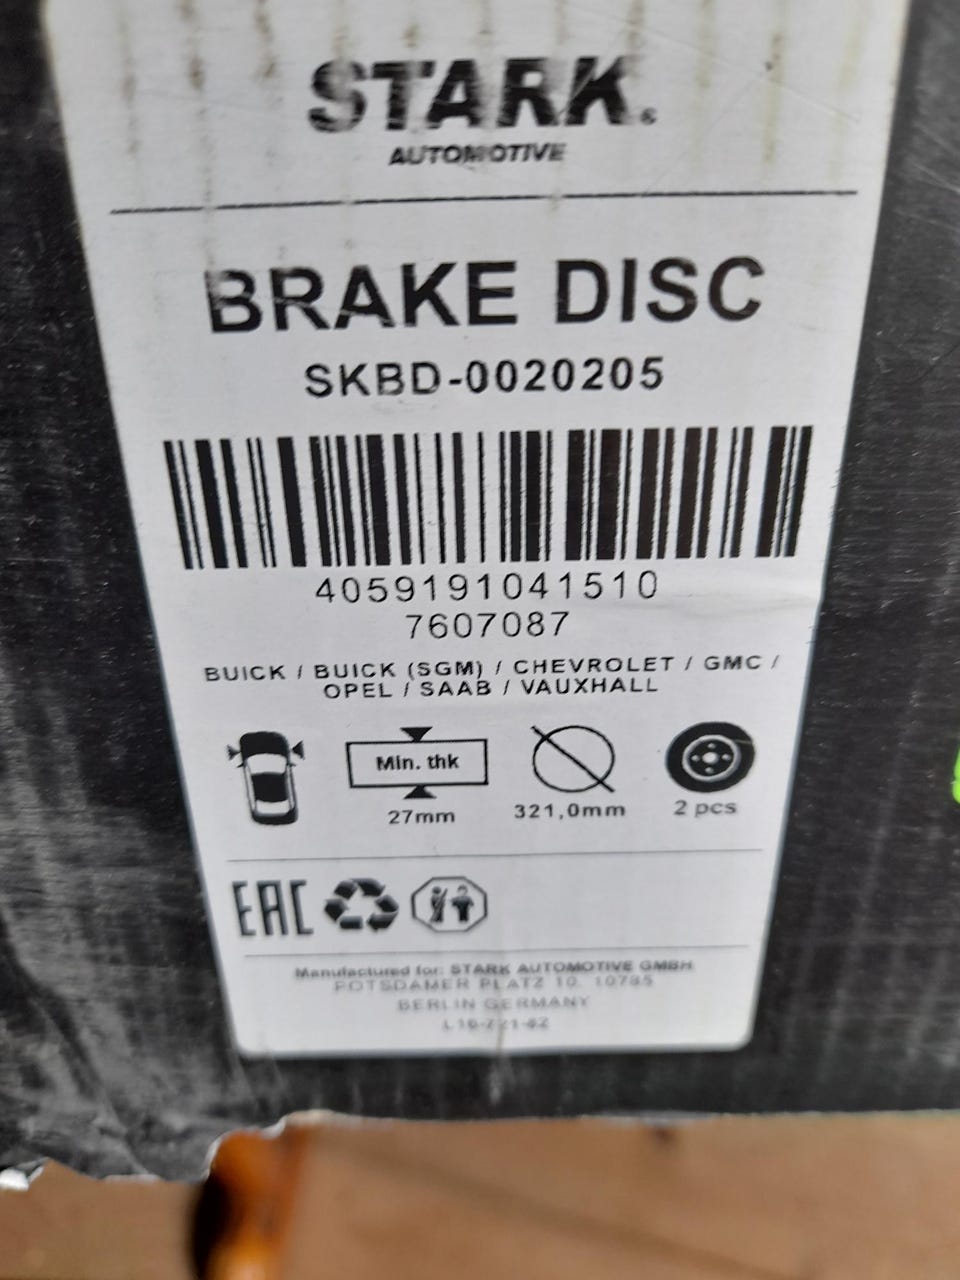 STARK®
AUTOMOTIVE
BRAKE DISC
SKBD-0020205
4059191041510
7607087
BUICK / BUICK (SGM) / CHEVROLET / GMC /
OPEL / SAAB / VAUXHALL
Min. thk
27mm
321,0mm
2 pcs
EAC
Manufactured for: STARK AUTOMOTIVE GMBH
POTSDAMER PLATZ 10, 10785
BERLIN GERMANY